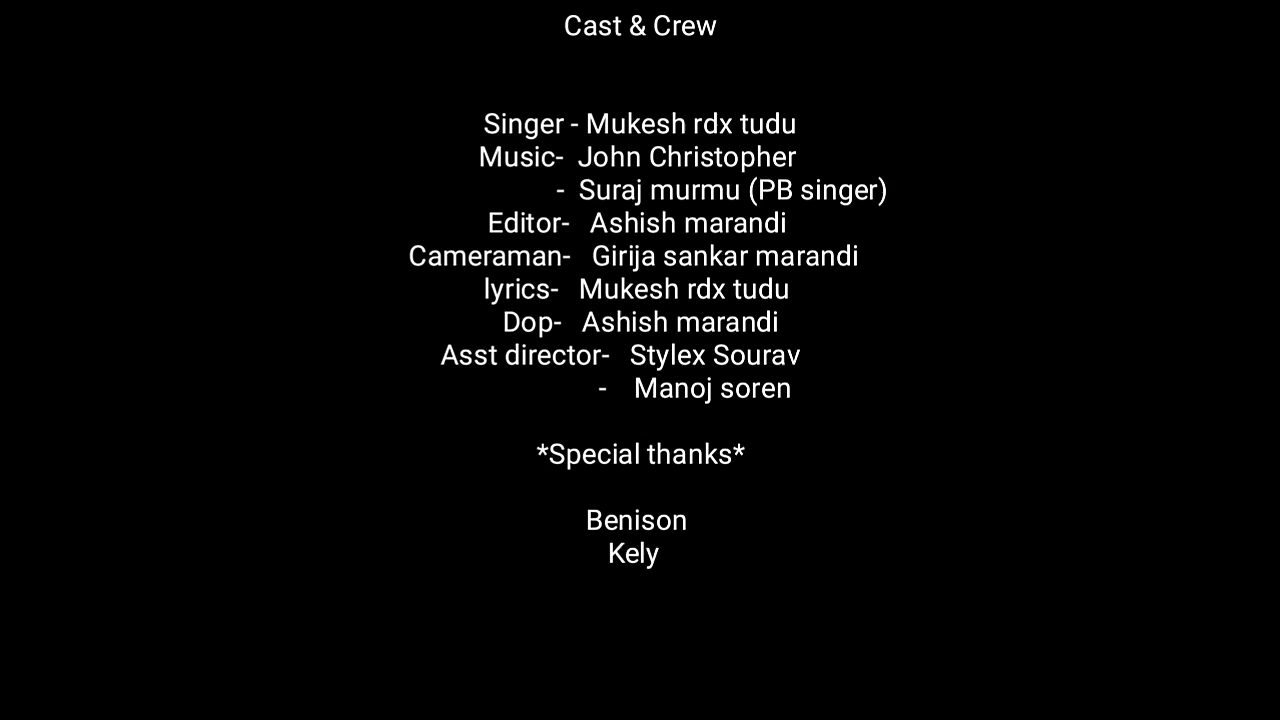 Cast & Crew
Singer - Mukesh rdx tudu
Music- John Christopher
- Suraj murmu (PB singer)
Editor- Ashish marandi
Cameraman- Girija sankar marandi
lyrics- Mukesh rdx tudu
Dop- Ashish marandi
Asst director- Stylex Sourav
- Manoj soren
*Special thanks*
Benison
Kely